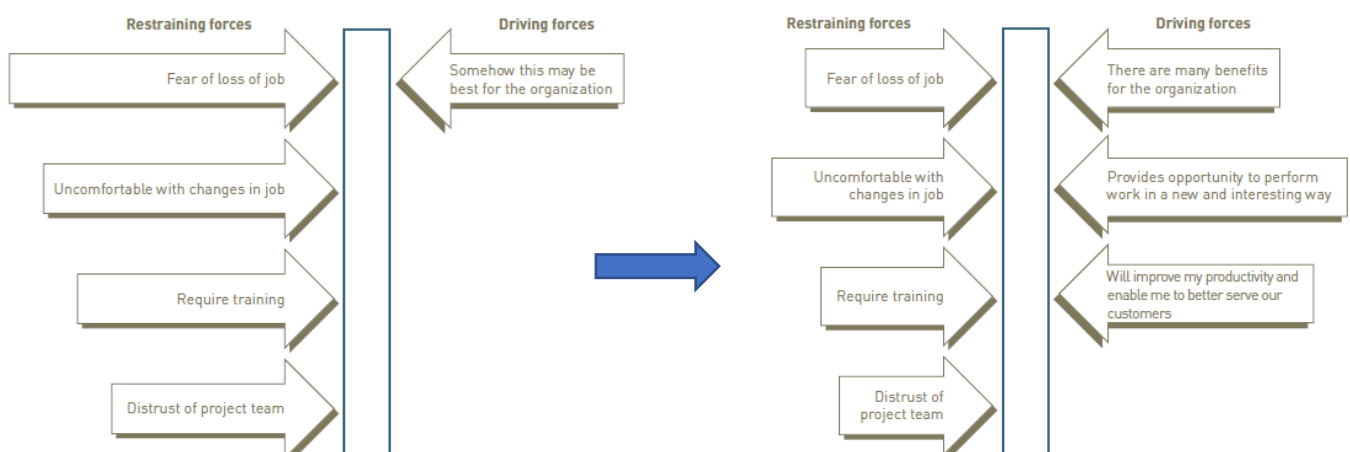 Restraining forces
Driving forces
Fear of loss of job
Somehow this may be
best for the organization
Uncomfortable with changes in job
Require training
Distrust of project team
Restraining forces
Driving forces
Fear of loss of job
There are many benefits
for the organization
Uncomfortable with
changes in job
Provides opportunity to perform
work in a new and interesting way
Require training
Will improve my productivity and
enable me to better serve our
customers
Distrust of
project team